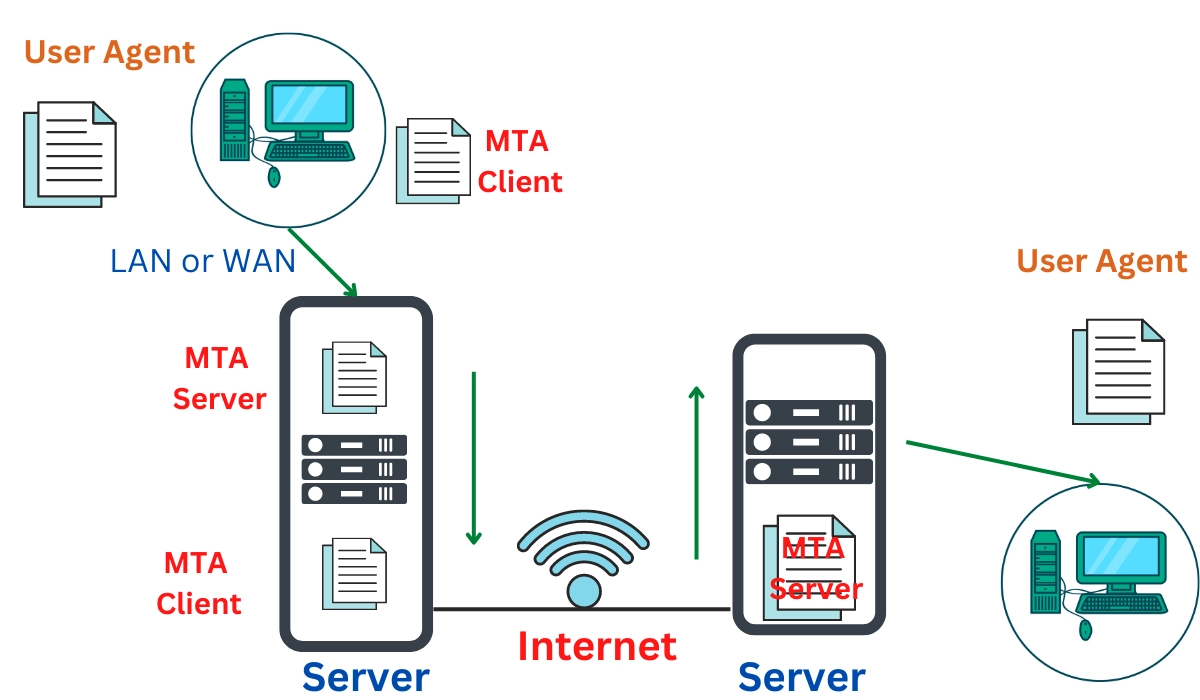 User Agent
MTA
Client
LAN or WAN
User Agent
MTA
Server
MTA
Client
MTA
Server
Internet
Server
Server